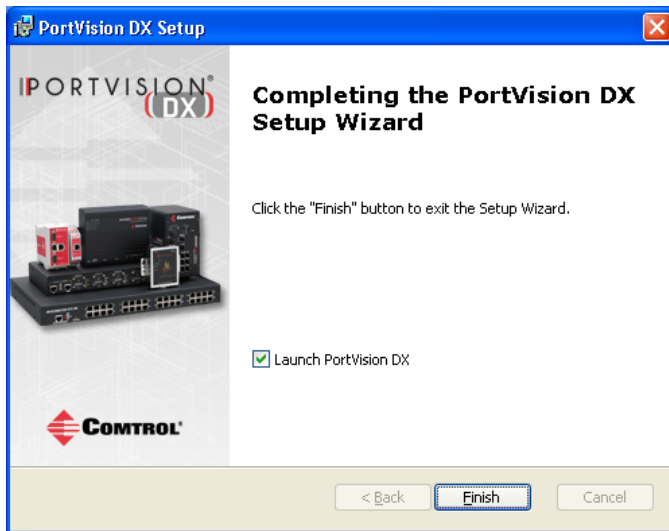 PortVision DX Setup
PORTVISION®
(DX)
Completing the PortVision DX
Setup Wizard
Click the "Finish" button to exit the Setup Wizard.
Launch PortVision DX
COMTROL®
< Back
Finish
Cancel